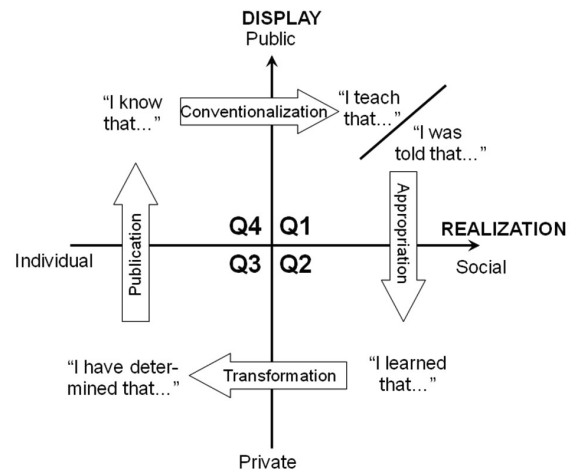 DISPLAY
Public
“I know
that…”
Conventionalization
“I teach
that…”
“I was
told that…”
Publication
Appropriation
Q4
Q1
REALIZATION
Individual
Q3
Q2
Social
“I have deter-
mined that…”
Transformation
“I learned
that…”
Private